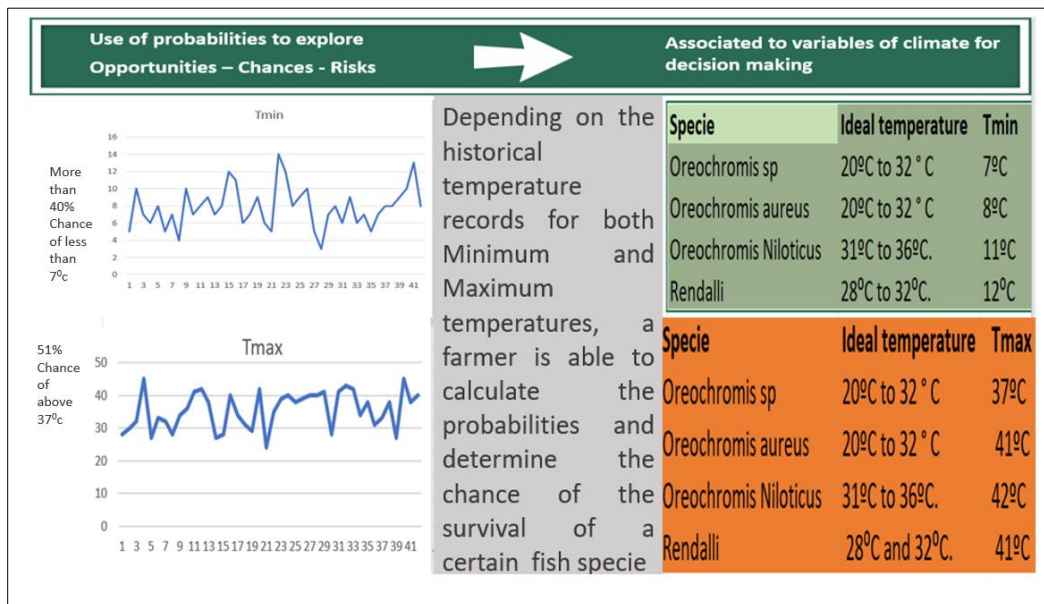 Use of probabilities to explore
Opportunities – Chances - Risks
Associated to variables of climate for
decision making
Tmin
More
than
40%
Chance
of less
than
7⁰c
16
14
12
10
8
6
4
2
0
1 3 5 7 9 11 13 15 17 19 21 23 25 27 29 31 33 35 37 39 41
51%
Chance
of
above
37⁰c
Tmax
50
40
30
20
10
0
1 3 5 7 9 11 13 15 17 19 21 23 25 27 29 31 33 35 37 39 41
Depending on the
historical
temperature
records for both
Minimum and
Maximum
temperatures, a
farmer is able to
calculate the
probabilities and
determine the
chance of the
survival of a
certain fish specie
Specie Ideal temperature Tmin
Oreochromis sp 20ºC to 32 ° C 7ºC
Oreochromis aureus 20ºC to 32 ° C 8ºC
Oreochromis Niloticus 31ºC to 36ºC. 11ºC
Rendalli 28⁰C to 32⁰C. 12⁰C
Specie Ideal temperature Tmax
Oreochromis sp 20ºC to 32 ° C 37ºC
Oreochromis aureus 20ºC to 32 ° C 41ºC
Oreochromis Niloticus 31ºC to 36ºC. 42ºC
Rendalli 28⁰C and 32⁰C. 41ºC